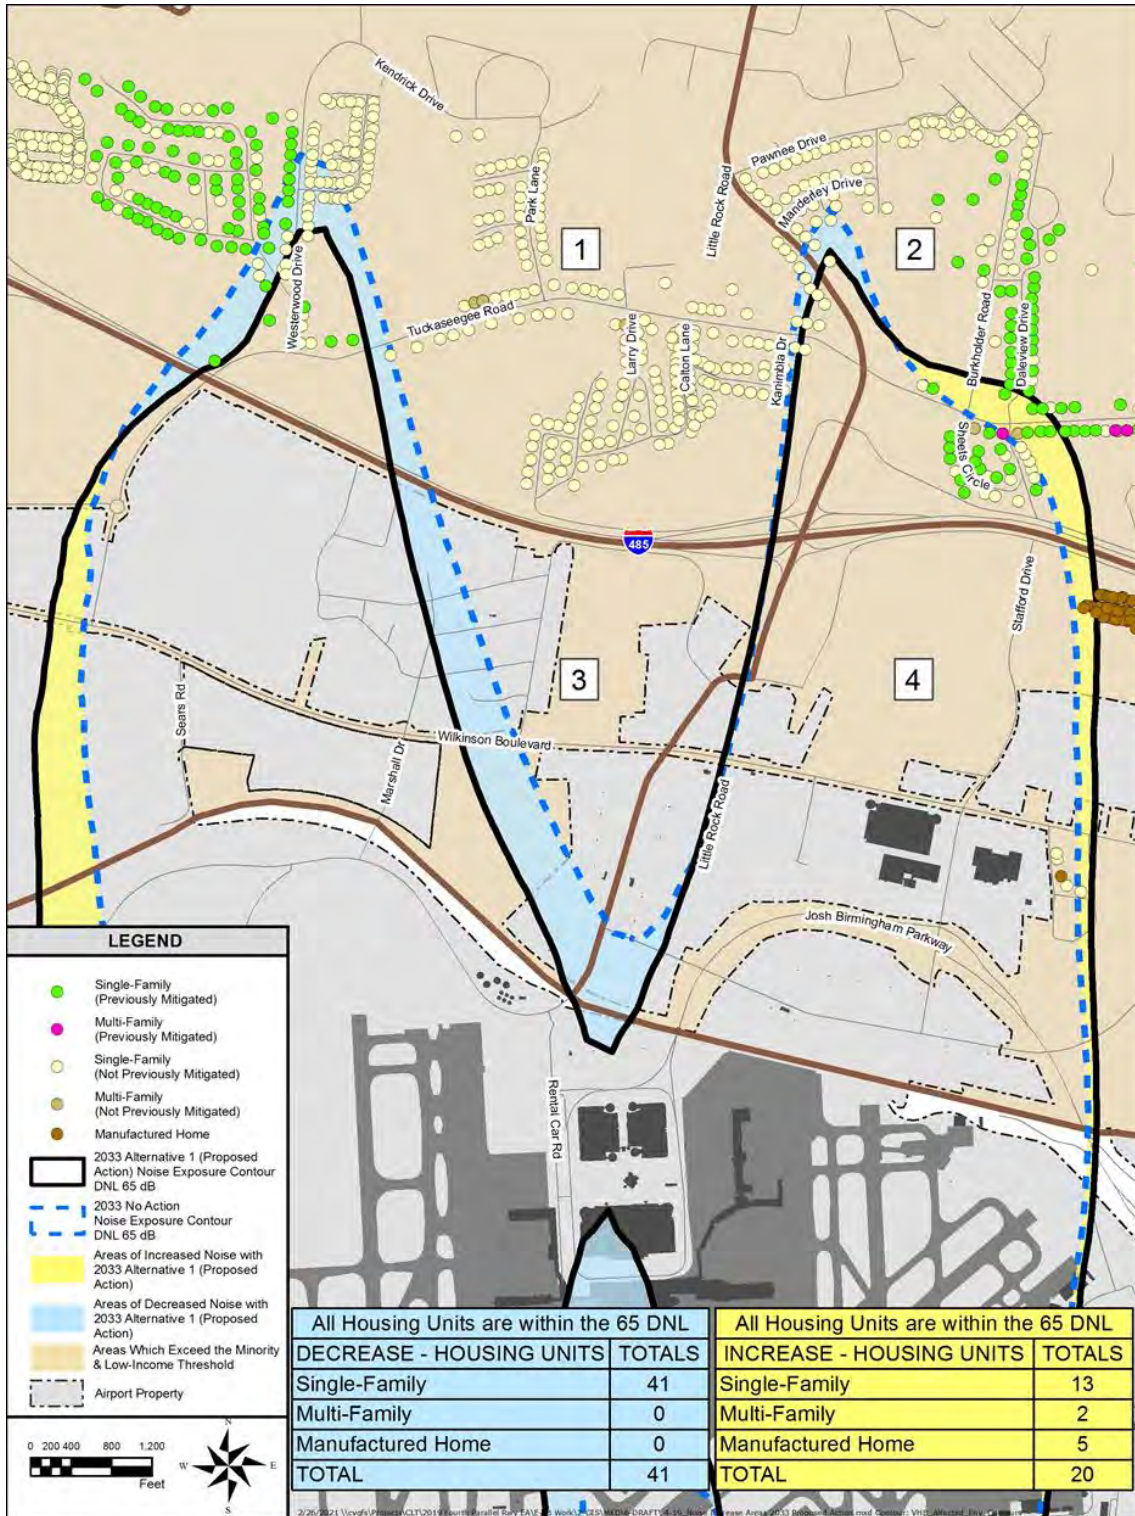 Kendrick Drive
Pawnee Drive
Manderley Drive
Little Rock Road
Park Lane
1
2
Westerwood Drive
Tuckaseegee Road
Larry Drive
Calton Lane
Kanimbla Dr
Burkholder Road
Daleview Drive
Sheets Circle
485
Stafford Drive
3
4
Sears Rd
Marshall Dr
Wilkinson Boulevard
Little Rock Road
Josh Birmingham Parkway
Rental Car Rd
LEGEND
Single-Family
(Previously Mitigated)
Multi-Family
(Previously Mitigated)
Single-Family
(Not Previously Mitigated)
Multi-Family
(Not Previously Mitigated)
Manufactured Home
2033 Alternative 1 (Proposed
Action) Noise Exposure Contour
DNL 65 dB
2033 No Action
Noise Exposure Contour
DNL 65 dB
Areas of Increased Noise with
2033 Alternative 1 (Proposed
Action)
Areas of Decreased Noise with
2033 Alternative 1 (Proposed
Action)
Areas Which Exceed the Minority
& Low-Income Threshold
Airport Property
0 200 400 800 1,200
Feet
N
W E
S
All Housing Units are within the 65 DNL
DECREASE - HOUSING UNITS TOTALS
Single-Family 41
Multi-Family 0
Manufactured Home 0
TOTAL 41
All Housing Units are within the 65 DNL
INCREASE - HOUSING UNITS TOTALS
Single-Family 13
Multi-Family 2
Manufactured Home 5
TOTAL 20
2/26/2021